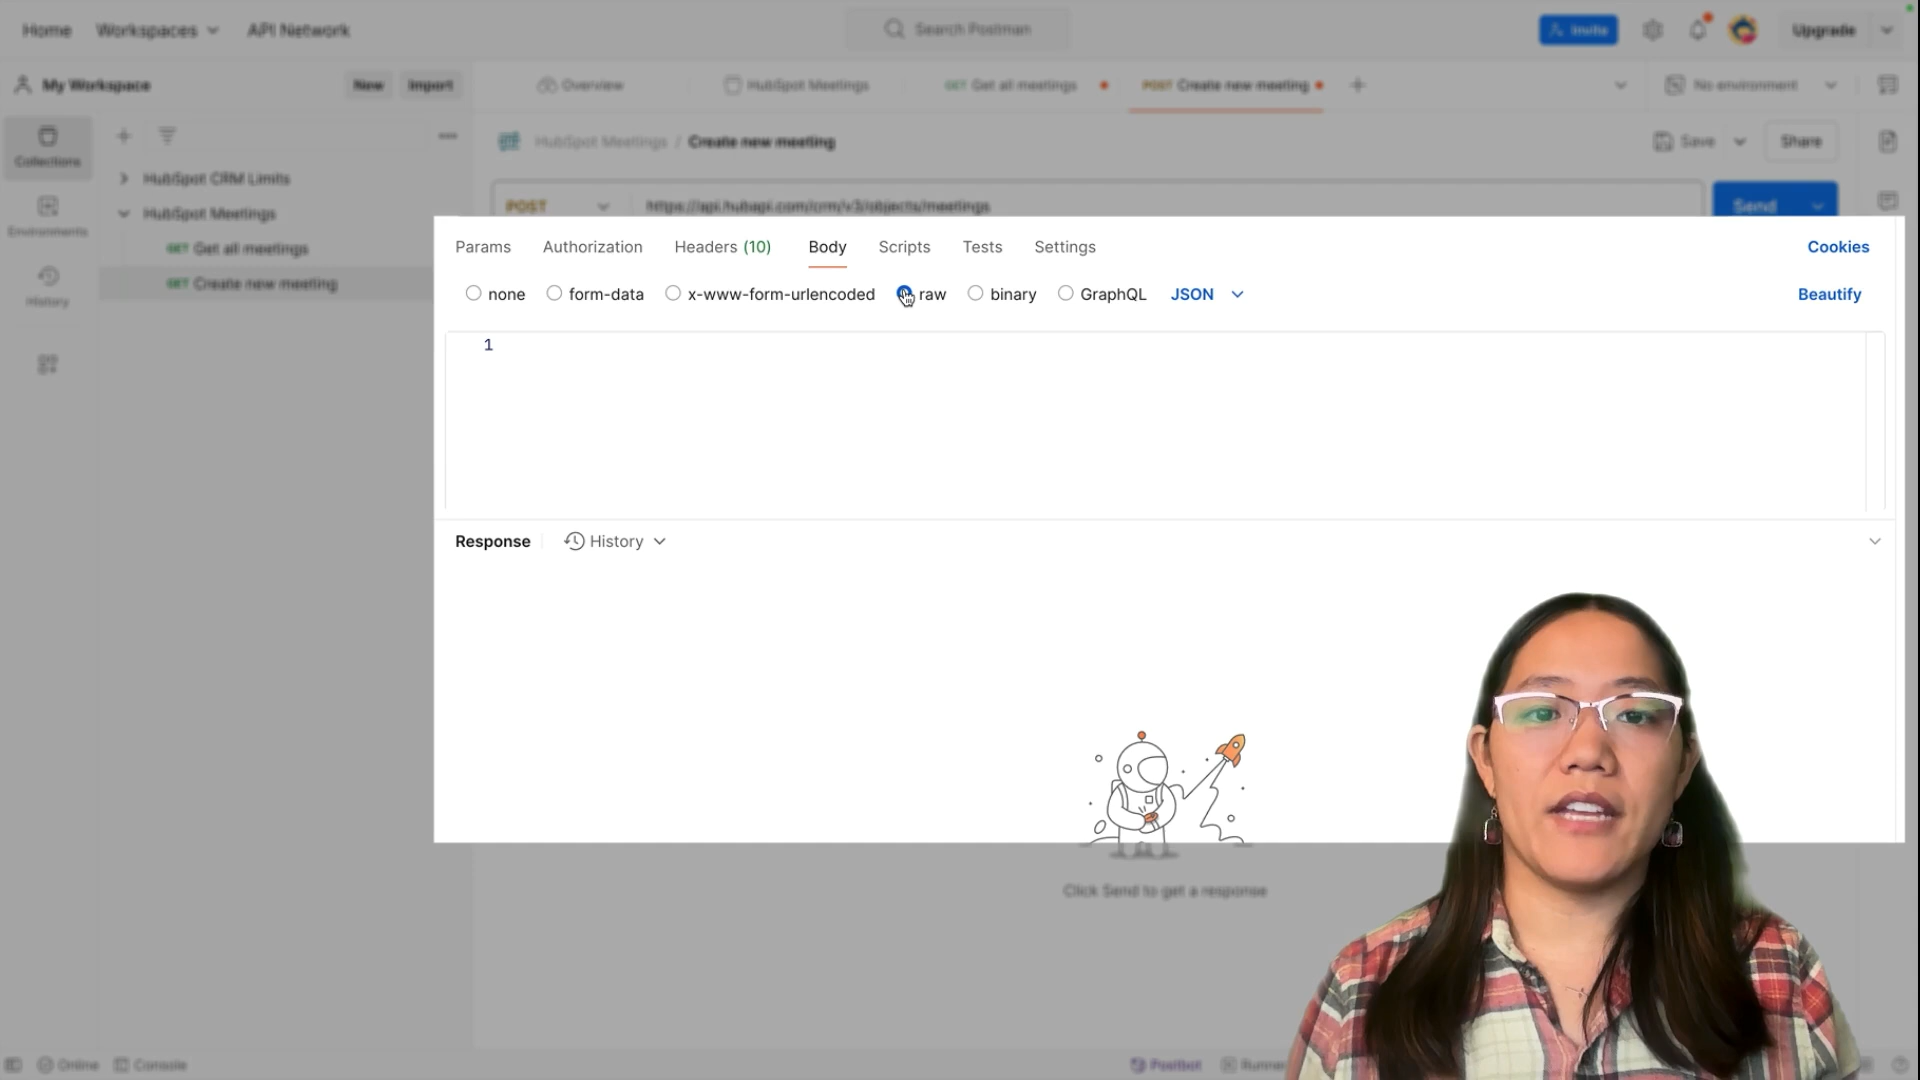 Home Workspaces API Network Search Postman Invite Upgrade
My Workspace New Import Overview HubSpot Meetings GET Get all meetings POST Create new meeting No environment
Collections
HubSpot Meetings / Create new meeting Save Share
HubSpot CRM Limits
Environments
HubSpot Meetings
POST https://api.hubapi.com/crm/v3/objects/meetings Send
GET Get all meetings
Params Authorization Headers (10) Body Scripts Tests Settings Cookies
History
GET Create new meeting
none form-data x-www-form-urlencoded raw binary GraphQL JSON Beautify
1
Response History
Click Send to get a response
Online Console Postbot Runner